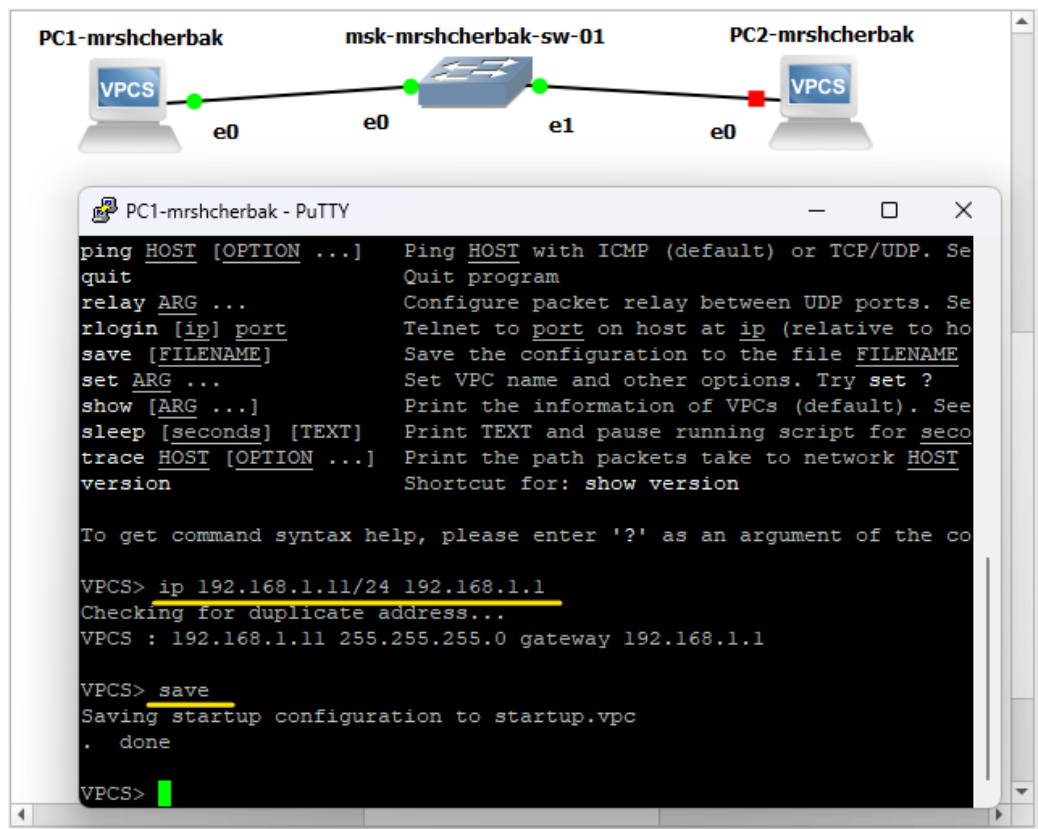 PC1-mrshcherbak msk-mrshcherbak-sw-01 PC2-mrshcherbak
VPCS VPCS
e0 e0 e1 e0
PC1-mrshcherbak - PuTTY
ping HOST [OPTION ...] Ping HOST with ICMP (default) or TCP/UDP. Se
quit Quit program
relay ARG ... Configure packet relay between UDP ports. Se
rlogin [ip] port Telnet to port on host at ip (relative to ho
save [FILENAME] Save the configuration to the file FILENAME
set ARG ... Set VPC name and other options. Try set ?
show [ARG ...] Print the information of VPCs (default). See
sleep [seconds] [TEXT] Print TEXT and pause running script for seco
trace HOST [OPTION ...] Print the path packets take to network HOST
version Shortcut for: show version
To get command syntax help, please enter '?' as an argument of the co
VPCS> ip 192.168.1.11/24 192.168.1.1
Checking for duplicate address...
VPCS : 192.168.1.11 255.255.255.0 gateway 192.168.1.1
VPCS> save
Saving startup configuration to startup.vpc
. done
VPCS>